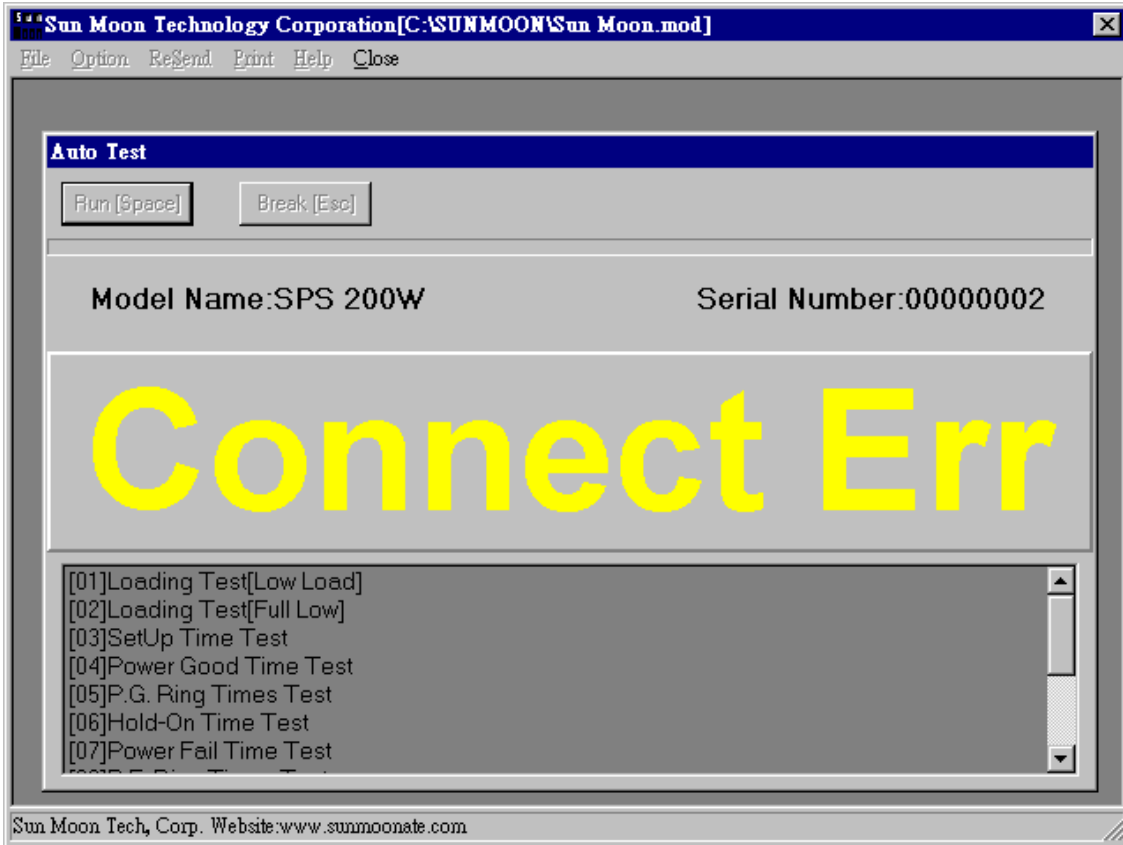 Sun Moon
Sun Moon Technology Corporation[C:\SUNMOON\Sun Moon.mod]
File Option ReSend Print Help Close
Auto Test
Run [Space] Break [Esc]
Model Name:SPS 200W Serial Number:00000002
Connect Err
[01]Loading Test[Low Load]
[02]Loading Test[Full Low]
[03]SetUp Time Test
[04]Power Good Time Test
[05]P.G. Ring Times Test
[06]Hold-On Time Test
[07]Power Fail Time Test
Sun Moon Tech, Corp. Website:www.sunmoonate.com